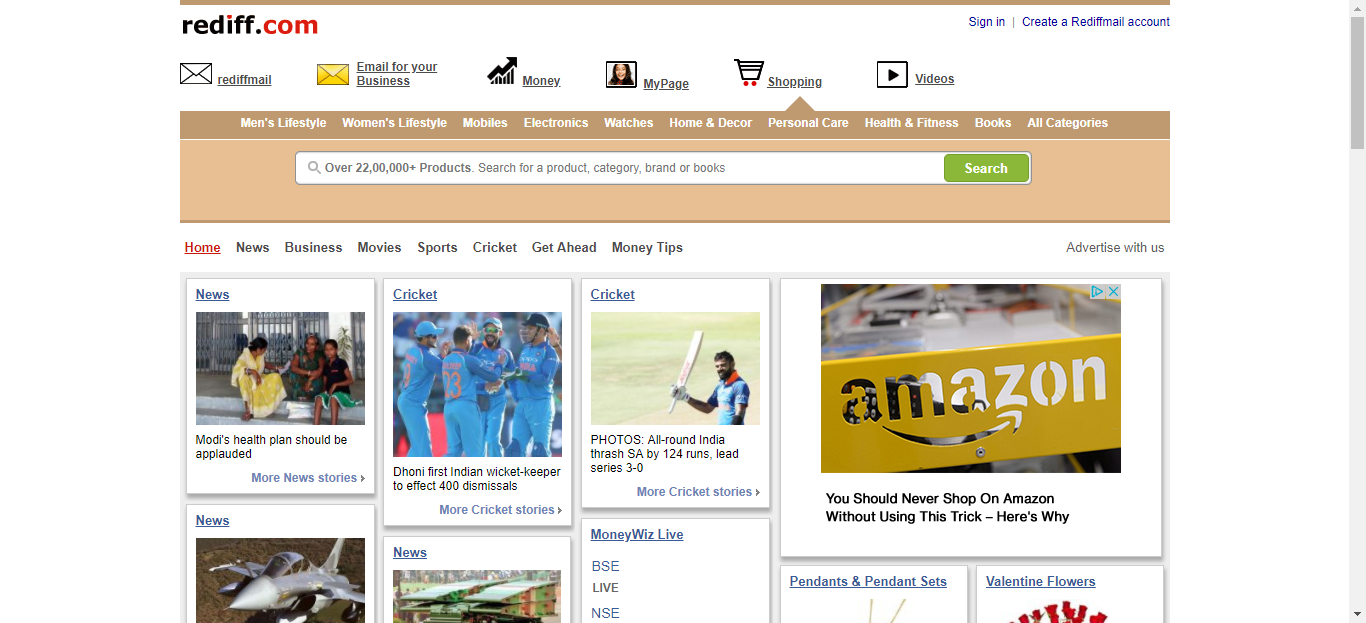 rediff.com
Sign in | Create a Rediffmail account
rediffmail
Email for your
Business
Money
MyPage
Shopping
Videos
Men's Lifestyle Women's Lifestyle Mobiles Electronics Watches Home & Decor Personal Care Health & Fitness Books All Categories
Over 22,00,000+ Products. Search for a product, category, brand or books
Search
Home News Business Movies Sports Cricket Get Ahead Money Tips
Advertise with us
News
Modi's health plan should be
applauded
More News stories ›
News
Cricket
23
Dhoni first Indian wicket-keeper
to effect 400 dismissals
More Cricket stories ›
News
Cricket
PHOTOS: All-round India
thrash SA by 124 runs, lead
series 3-0
More Cricket stories ›
MoneyWiz Live
BSE
LIVE
NSE
amazon
You Should Never Shop On Amazon
Without Using This Trick – Here's Why
Pendants & Pendant Sets
Valentine Flowers